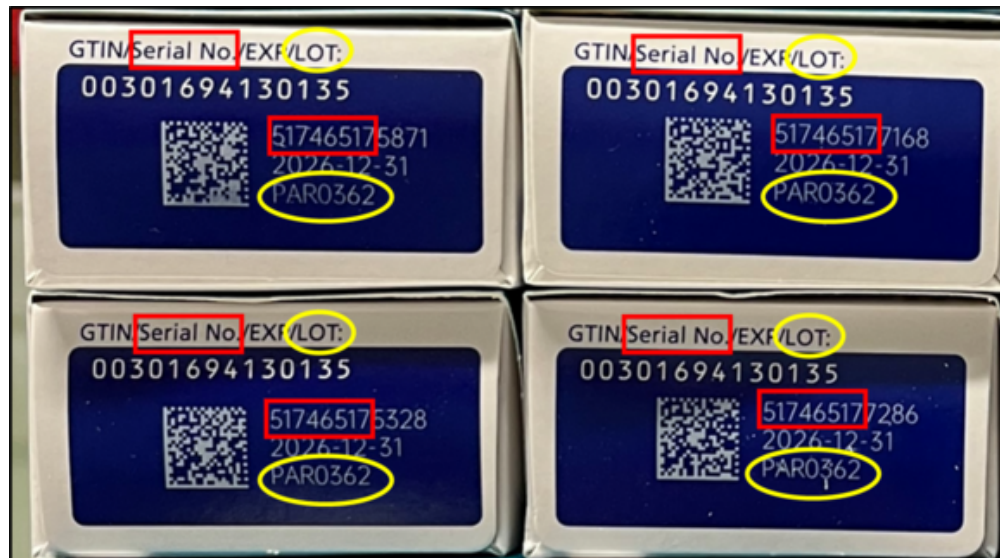 GTIN/Serial No./EXP/LOT:
00301694130135
517465175871
2026-12-31
PAR0362
GTIN/Serial No./EXP/LOT:
00301694130135
517465177168
2026-12-31
PAR0362
GTIN/Serial No./EXP/LOT:
00301694130135
517465175328
2026-12-31
PAR0362
GTIN/Serial No./EXP/LOT:
00301694130135
517465177286
2026-12-31
PAR0362